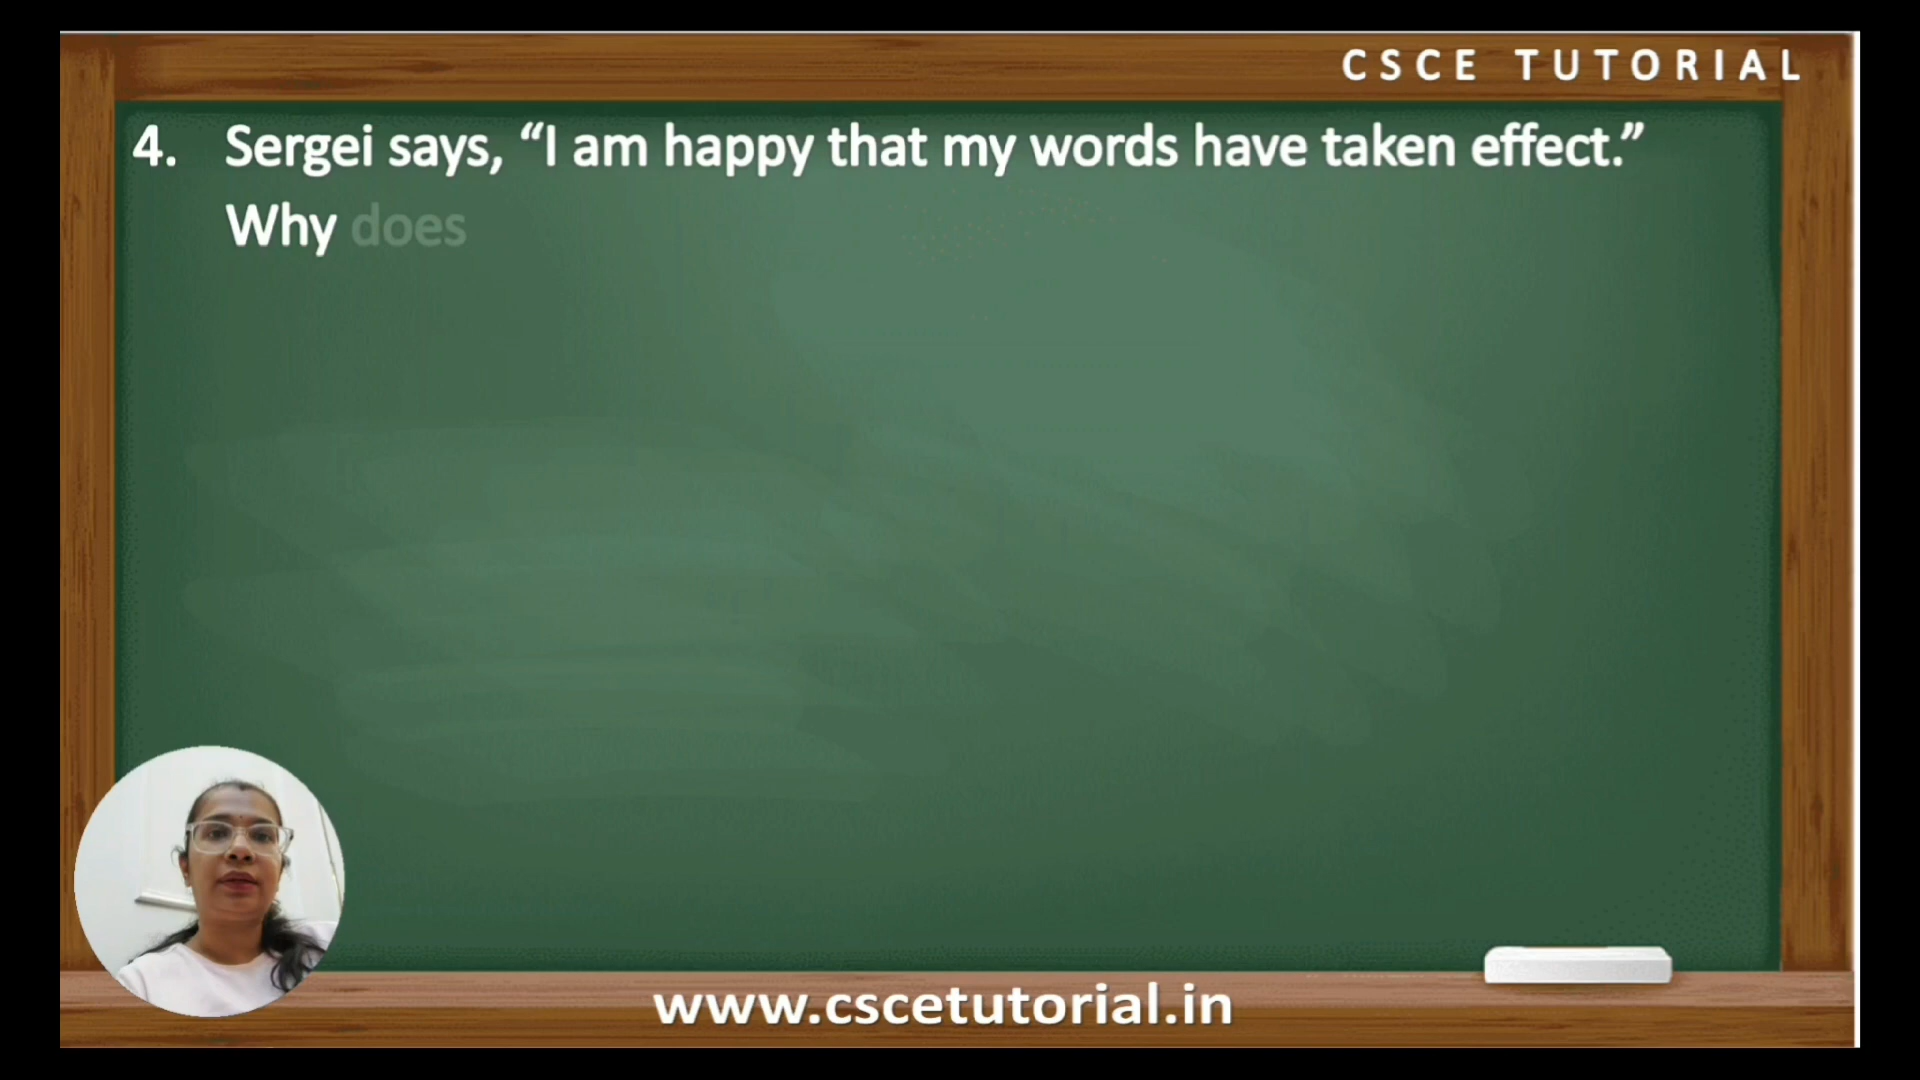 CSCE TUTORIAL
4. Sergei says, “I am happy that my words have taken effect.”
Why does
www.cscetutorial.in